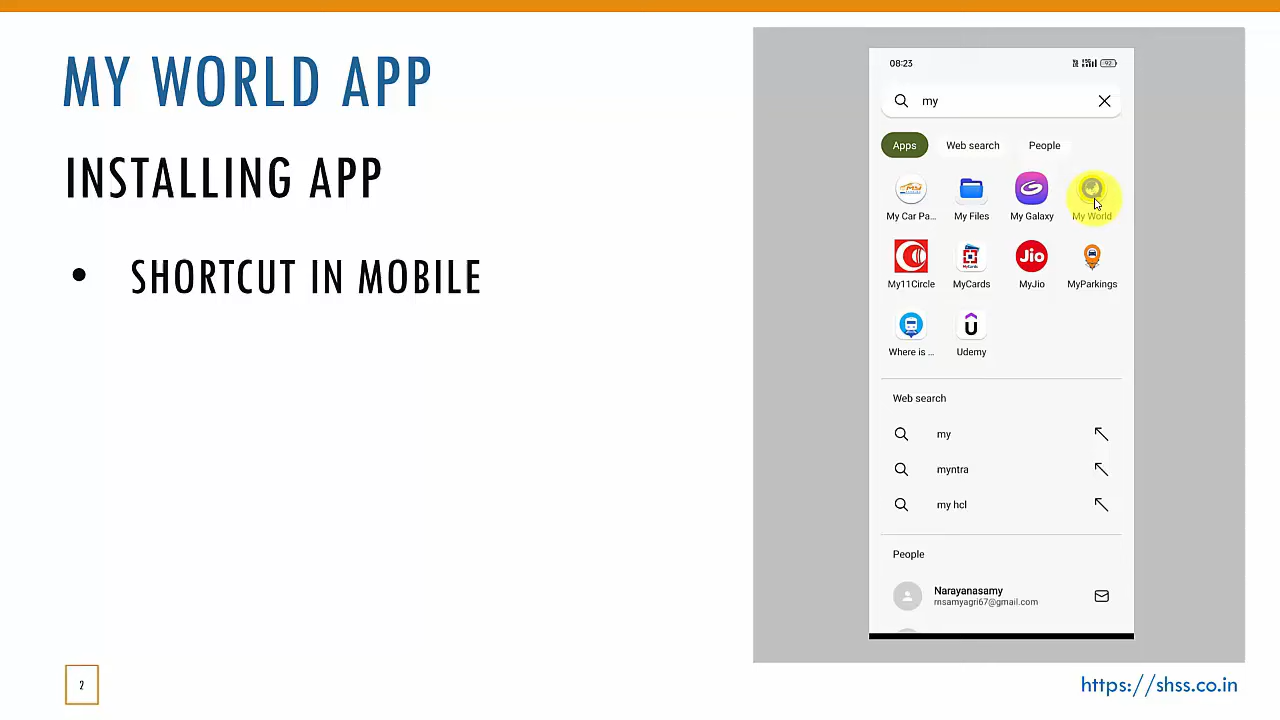 MY WORLD APP
INSTALLING APP
• SHORTCUT IN MOBILE
08:23
92
my
Apps Web search People
My Car Pa... My Files My Galaxy My World
My11Circle MyCards MyJio MyParkings
Where is ... Udemy
Web search
my
myntra
my hcl
People
Narayanasamy
rnsamyagri67@gmail.com
2
https://shss.co.in